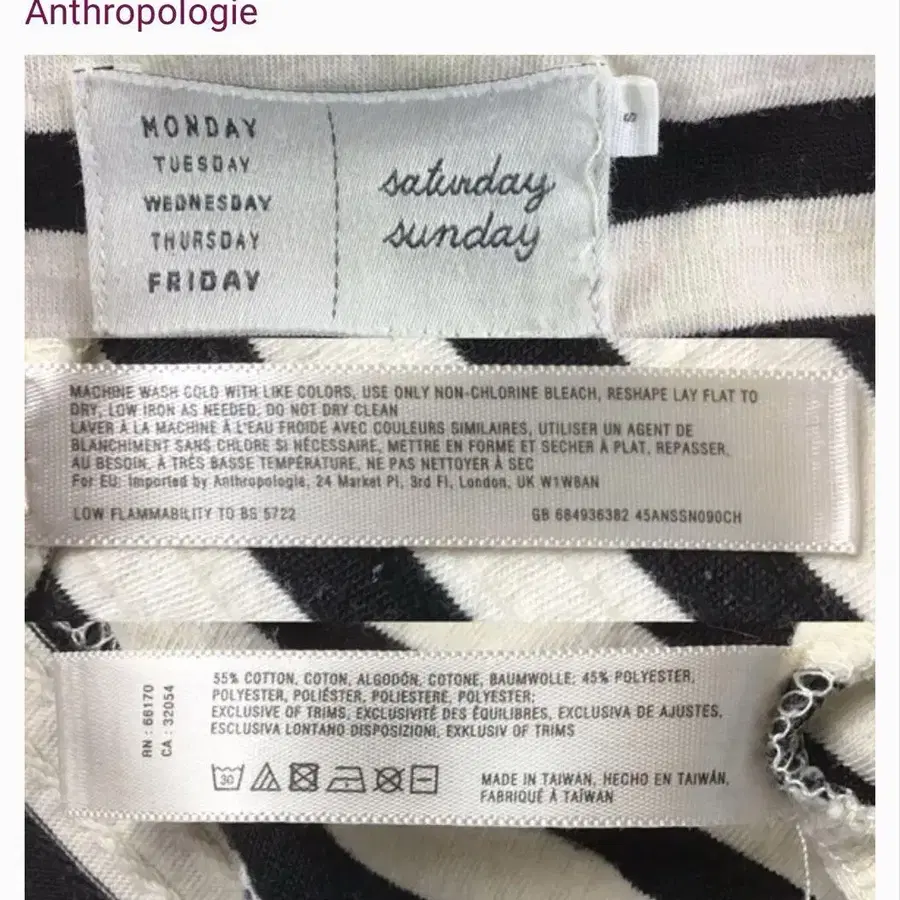 Anthropologie
MONDAY
TUESDAY
WEDNESDAY
THURSDAY
FRIDAY
saturday
sunday
S
MACHINE WASH COLD WITH LIKE COLORS, USE ONLY NON-CHLORINE BLEACH, RESHAPE LAY FLAT TO
DRY, LOW IRON AS NEEDED, DO NOT DRY CLEAN
LAVER À LA MACHINE À L'EAU FROIDE AVEC COULEURS SIMILAIRES, UTILISER UN AGENT DE
BLANCHIMENT SANS CHLORE SI NÉCESSAIRE, METTRE EN FORME ET SECHER À PLAT, REPASSER,
AU BESOIN, À TRÈS BASSE TEMPÉRATURE, NE PAS NETTOYER À SEC
For EU: Imported by Anthropologie, 24 Market Pl, 3rd Fl, London, UK W1W8AN
LOW FLAMMABILITY TO BS 5722
GB 684936382 45ANSSN090CH
RN : 66170
CA : 32054
55% COTTON, COTON, ALGODÓN, COTONE, BAUMWOLLE; 45% POLYESTER,
POLYESTER, POLIÉSTER, POLIESTERE, POLYESTER;
EXCLUSIVE OF TRIMS, EXCLUSIVITÉ DES ÉQUILIBRES, EXCLUSIVA DE AJUSTES,
ESCLUSIVA LONTANO DISPOSIZIONI, EXKLUSIV OF TRIMS
30
MADE IN TAIWAN, HECHO EN TAIWÁN,
FABRIQUÉ À TAÏWAN